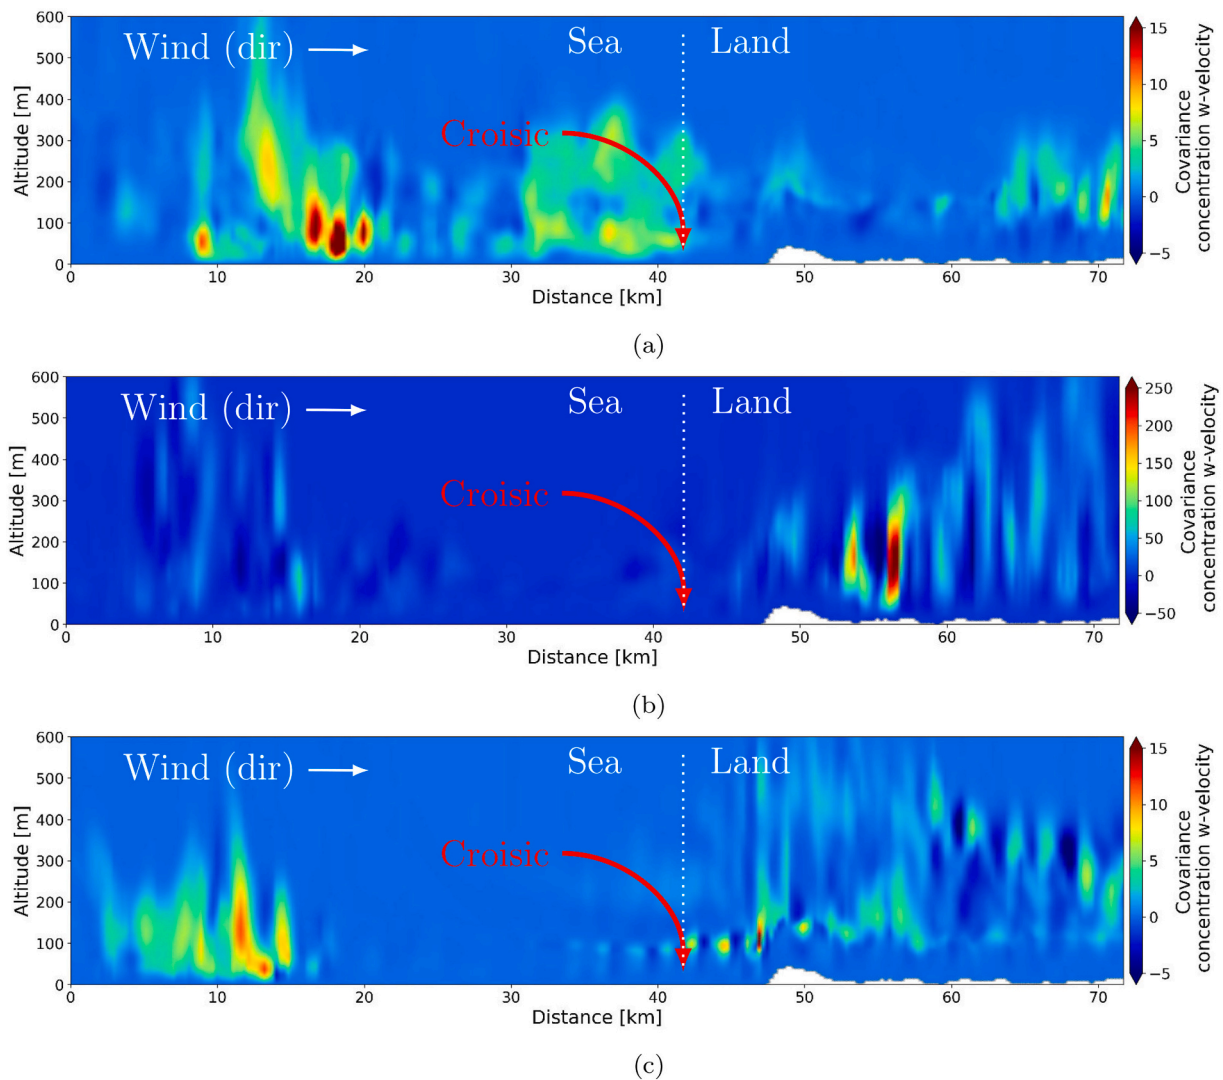 600
500
400
300
200
100
0
Altitude [m]
Wind (dir)
Sea
Land
Croisic
0 10 20 30 40 50 60 70
Distance [km]
15
10
5
0
−5
Covariance
concentration w-velocity
(a)
600
500
400
300
200
100
0
Altitude [m]
Wind (dir)
Sea
Land
Croisic
0 10 20 30 40 50 60 70
Distance [km]
250
200
150
100
50
0
−50
Covariance
concentration w-velocity
(b)
600
500
400
300
200
100
0
Altitude [m]
Wind (dir)
Sea
Land
Croisic
0 10 20 30 40 50 60 70
Distance [km]
15
10
5
0
−5
Covariance
concentration w-velocity
(c)